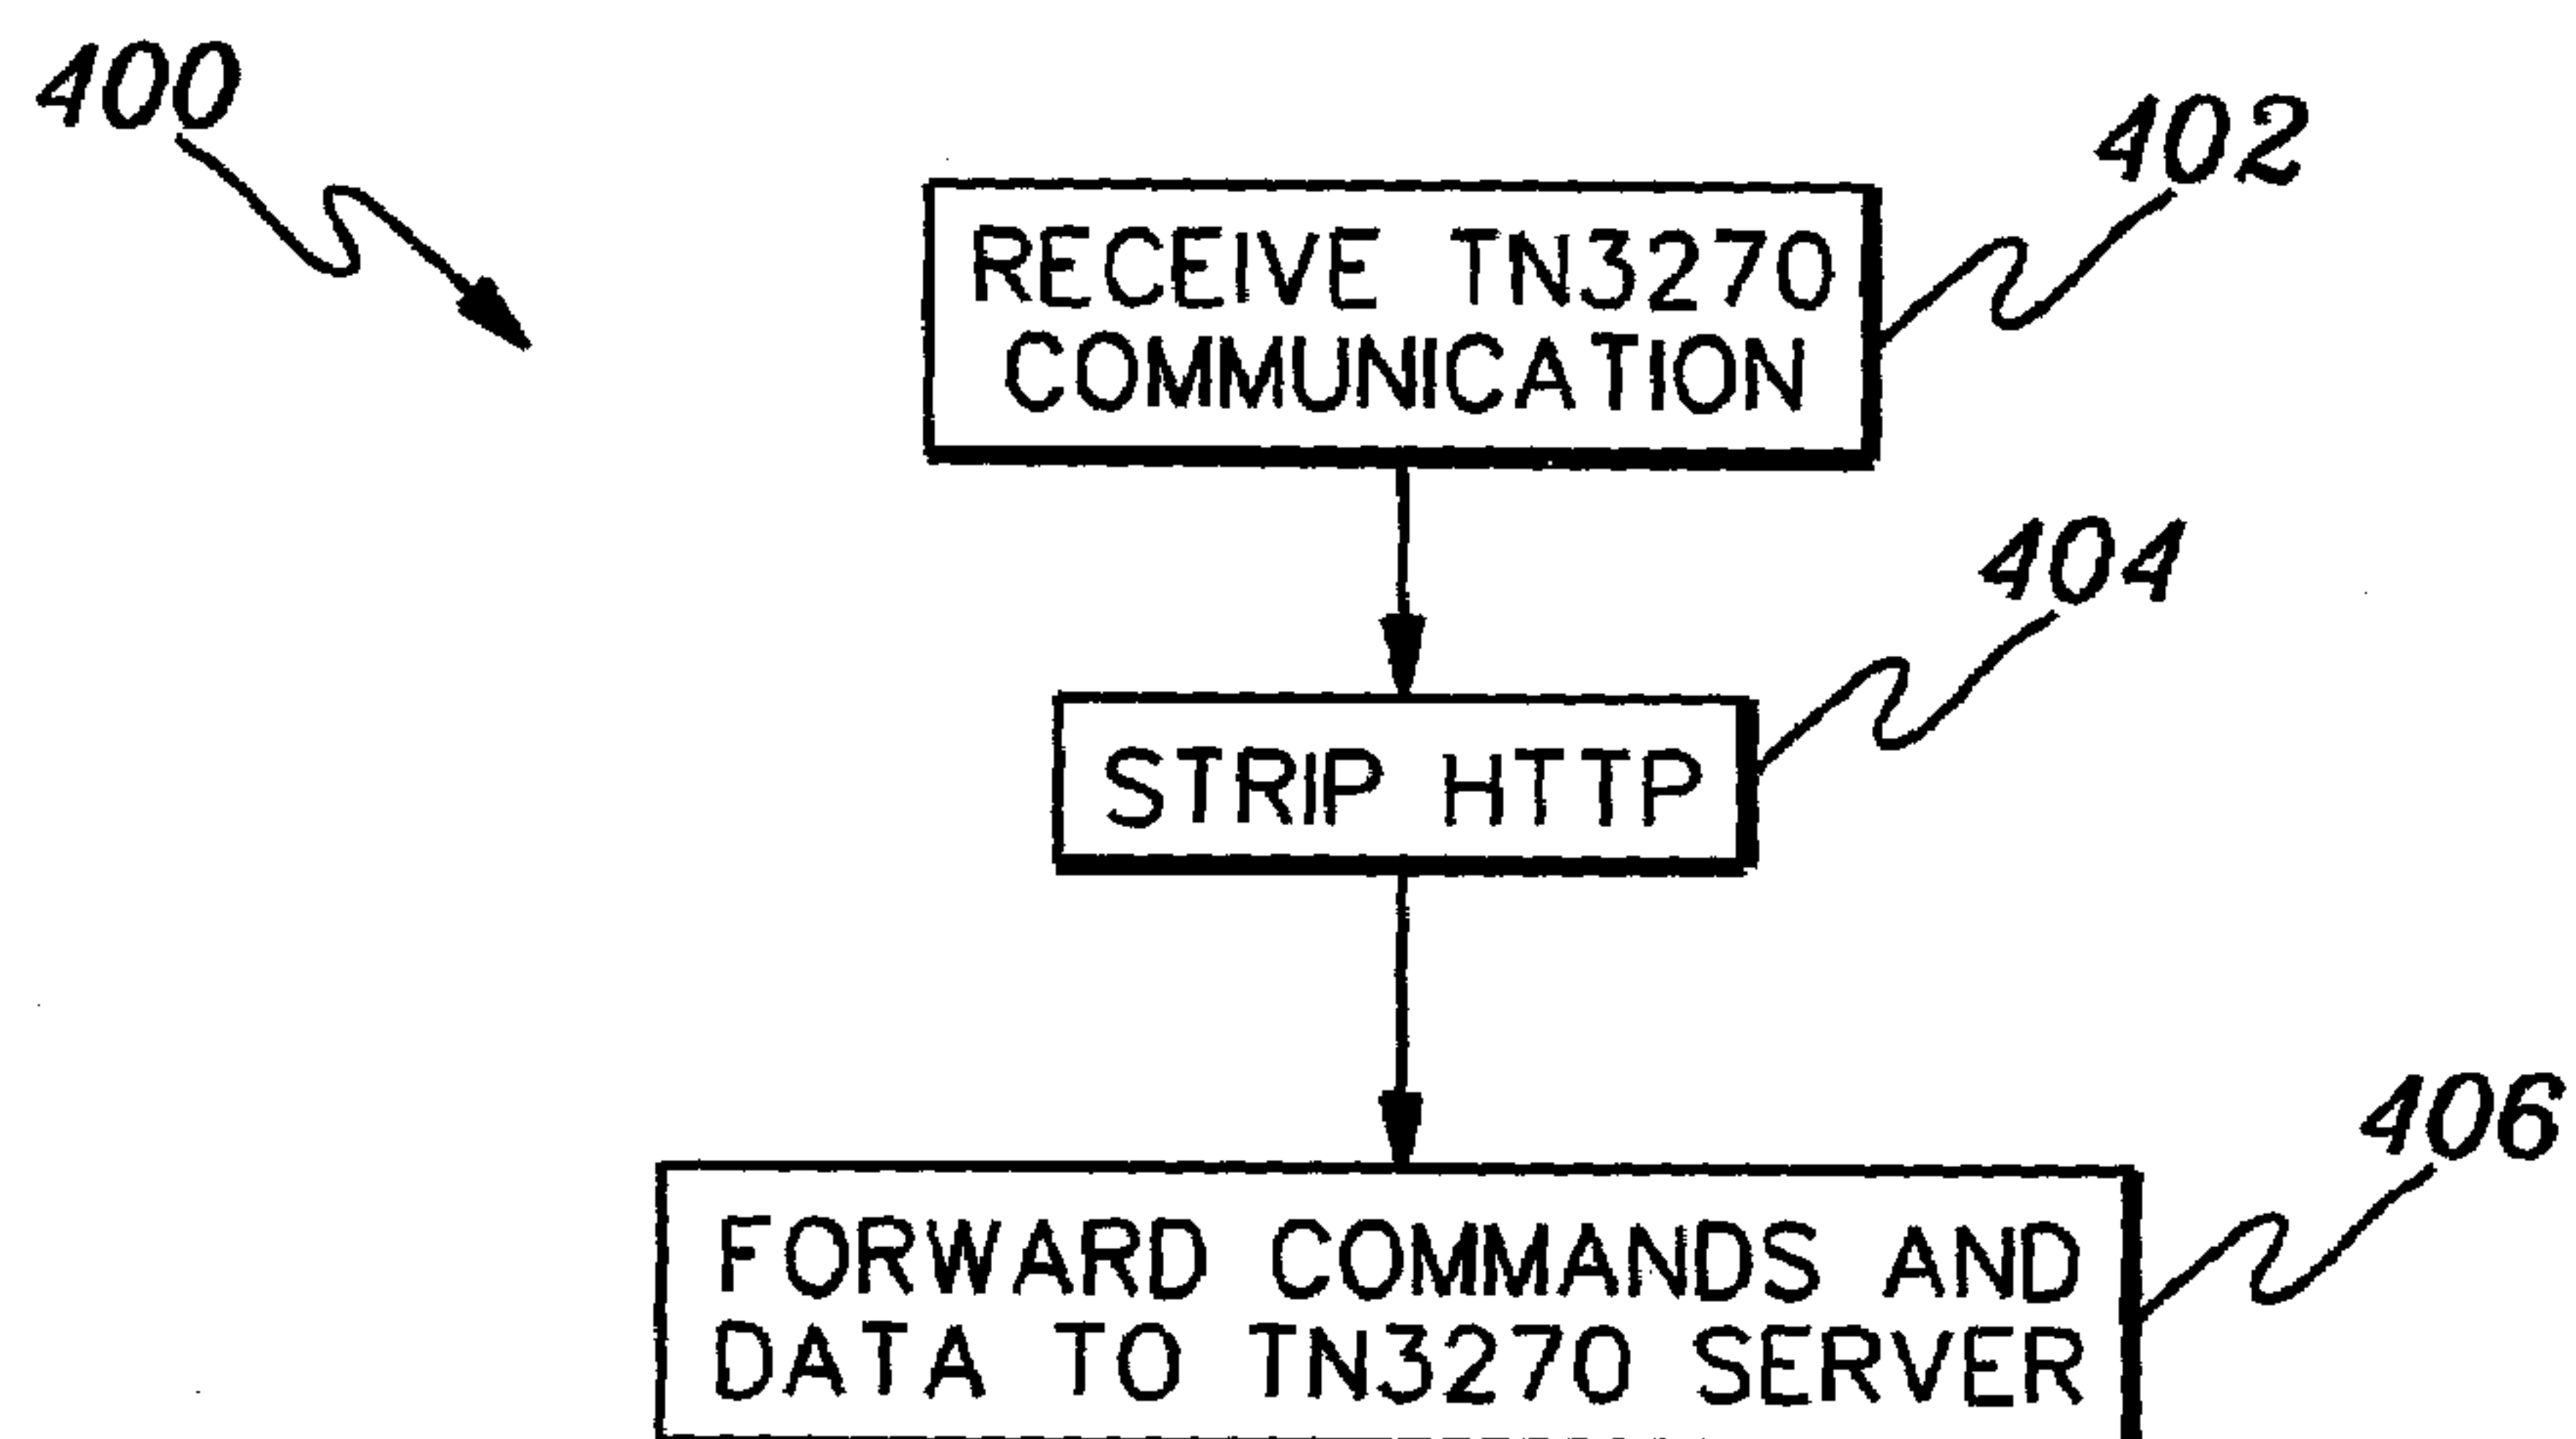 400
402
RECEIVE TN3270
COMMUNICATION
404
STRIP HTTP
406
FORWARD COMMANDS AND
DATA TO TN3270 SERVER